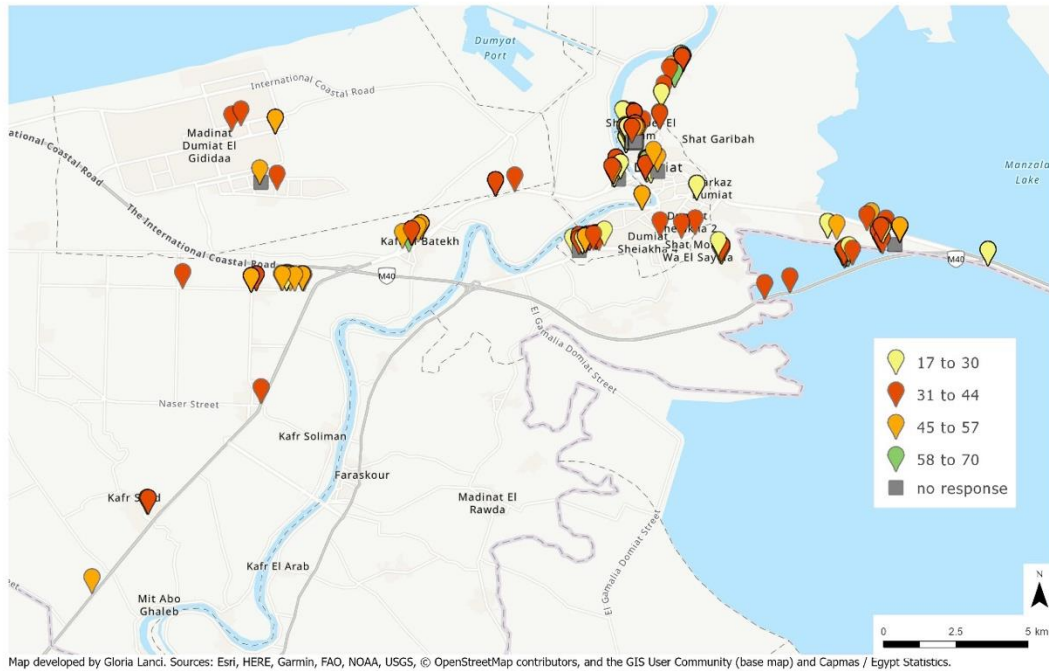 Dumyat
Port
International Coastal Road
Madinat
Dumiat El
Gididaa
Shat Garibah
Manzala
Lake
The International Coastal Road
Dumiat
Sheiakha
M40
M40
El Gamalia Domiat Street
17 to 30
31 to 44
45 to 57
58 to 70
no response
Naser Street
Kafr Soliman
Faraskour
Madinat El
Rawda
El Gamalia Domiat Street
Kafr El Arab
Mit Abo
Ghaleb
N
0 2.5 5 km
Map developed by Gloria Lanci. Sources: Esri, HERE, Garmin, FAO, NOAA, USGS, © OpenStreetMap contributors, and the GIS User Community (base map) and Capmas / Egypt Statistcs.